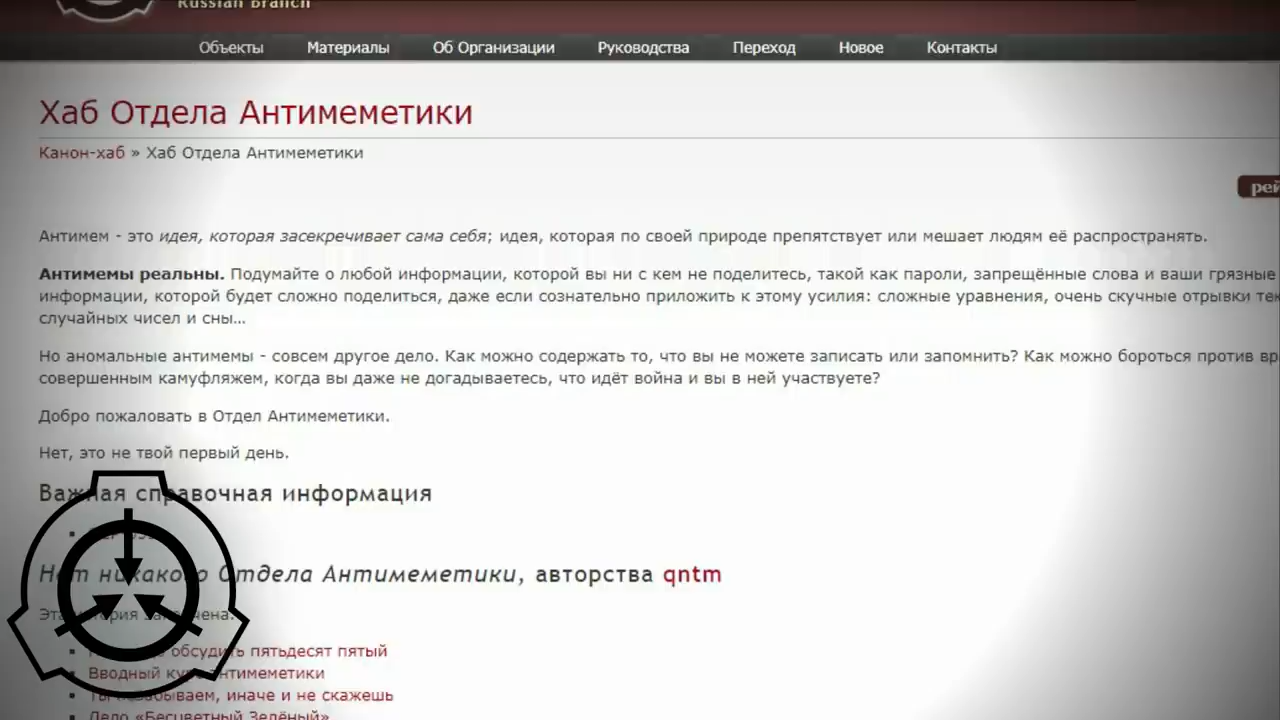 Russian Branch
Объекты Материалы Об Организации Руководства Переход Новое Контакты
Хаб Отдела Антимеметики
Канон-хаб » Хаб Отдела Антимеметики
рей
Антимем - это идея, которая засекречивает сама себя; идея, которая по своей природе препятствует или мешает людям её распространять.
Антимемы реальны. Подумайте о любой информации, которой вы ни с кем не поделитесь, такой как пароли, запрещённые слова и ваши грязные
информации, которой будет сложно поделиться, даже если сознательно приложить к этому усилия: сложные уравнения, очень скучные отрывки тек
случайных чисел и сны...
Но аномальные антимемы - совсем другое дело. Как можно содержать то, что вы не можете записать или запомнить? Как можно бороться против вр
совершенным камуфляжем, когда вы даже не догадываетесь, что идёт война и вы в ней участвуете?
Добро пожаловать в Отдел Антимеметики.
Нет, это не твой первый день.
Важная справочная информация
Нет никакого Отдела Антимеметики, авторства qntm
Эта история закончена.
обсудить пятьдесят пятый
Вводный курс антимеметики
забываем, иначе и не скажешь
Дело «Бесцветный Зелёный»